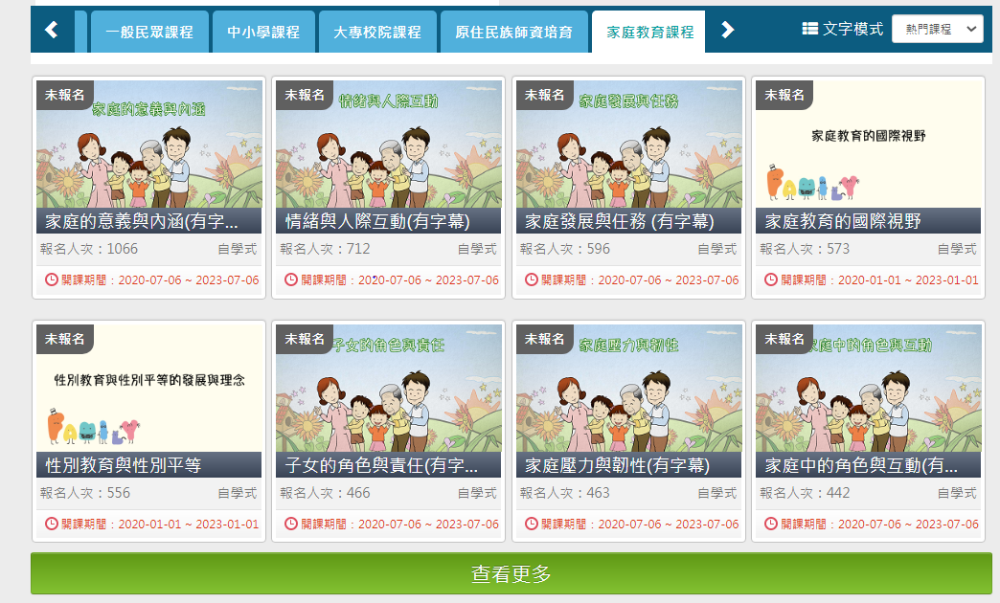 一般民眾課程 中小學課程 大專校院課程 原住民族師資培育 家庭教育課程 文字模式 熱門課程
未報名 家庭的意義與內涵
未報名 情緒與人際互動
未報名 家庭發展與任務
未報名
家庭教育的國際視野
FAMILY
家庭的意義與內涵(有字... 情緒與人際互動(有字幕) 家庭發展與任務 (有字幕) 家庭教育的國際視野
報名人次：1066 自學式 報名人次：712 自學式 報名人次：596 自學式 報名人次：573 自學式
開課期間：2020-07-06 ~ 2023-07-06 開課期間：2020-07-06 ~ 2023-07-06 開課期間：2020-07-06 ~ 2023-07-06 開課期間：2020-01-01 ~ 2023-01-01
未報名
性別教育與性別平等的發展與理念
FAMILY
未報名 子女的角色與責任
未報名 家庭壓力與韌性
未報名 家庭中的角色與互動
性別教育與性別平等 子女的角色與責任(有字... 家庭壓力與韌性(有字幕) 家庭中的角色與互動(有...
報名人次：556 自學式 報名人次：466 自學式 報名人次：463 自學式 報名人次：442 自學式
開課期間：2020-01-01 ~ 2023-01-01 開課期間：2020-07-06 ~ 2023-07-06 開課期間：2020-07-06 ~ 2023-07-06 開課期間：2020-07-06 ~ 2023-07-06
查看更多